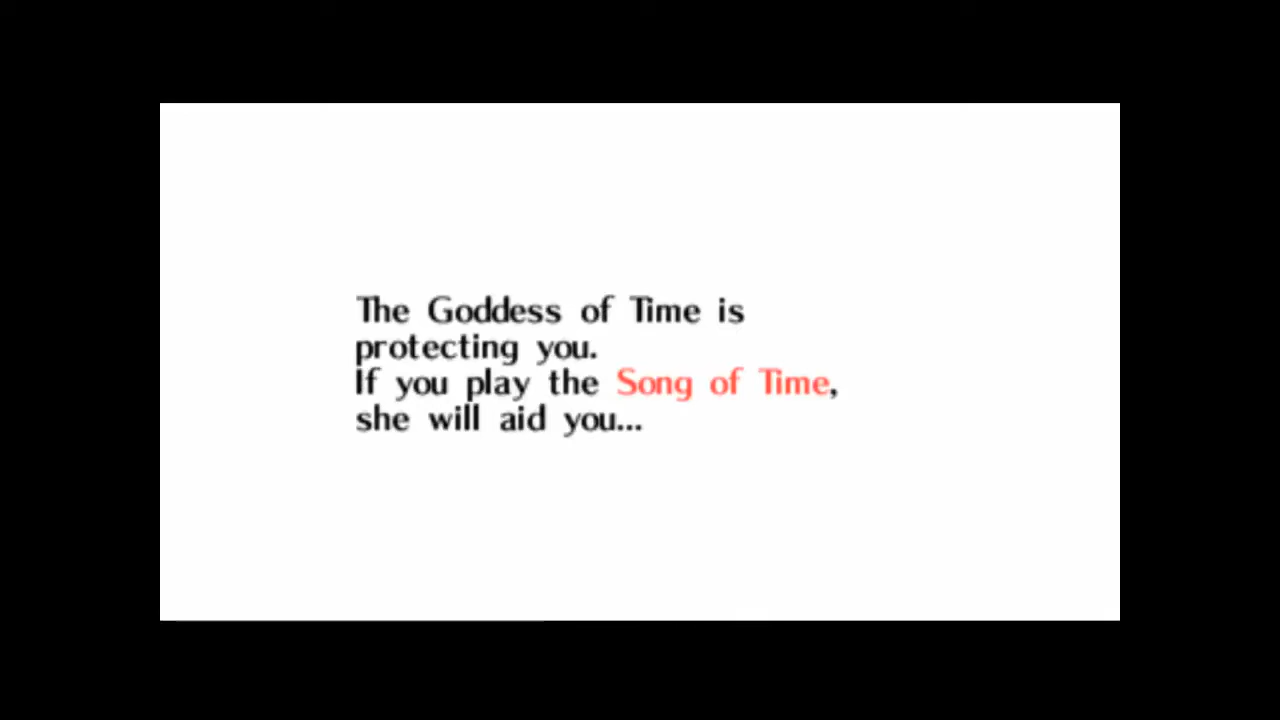 The Goddess of Time is
protecting you.
If you play the Song of Time,
she will aid you...